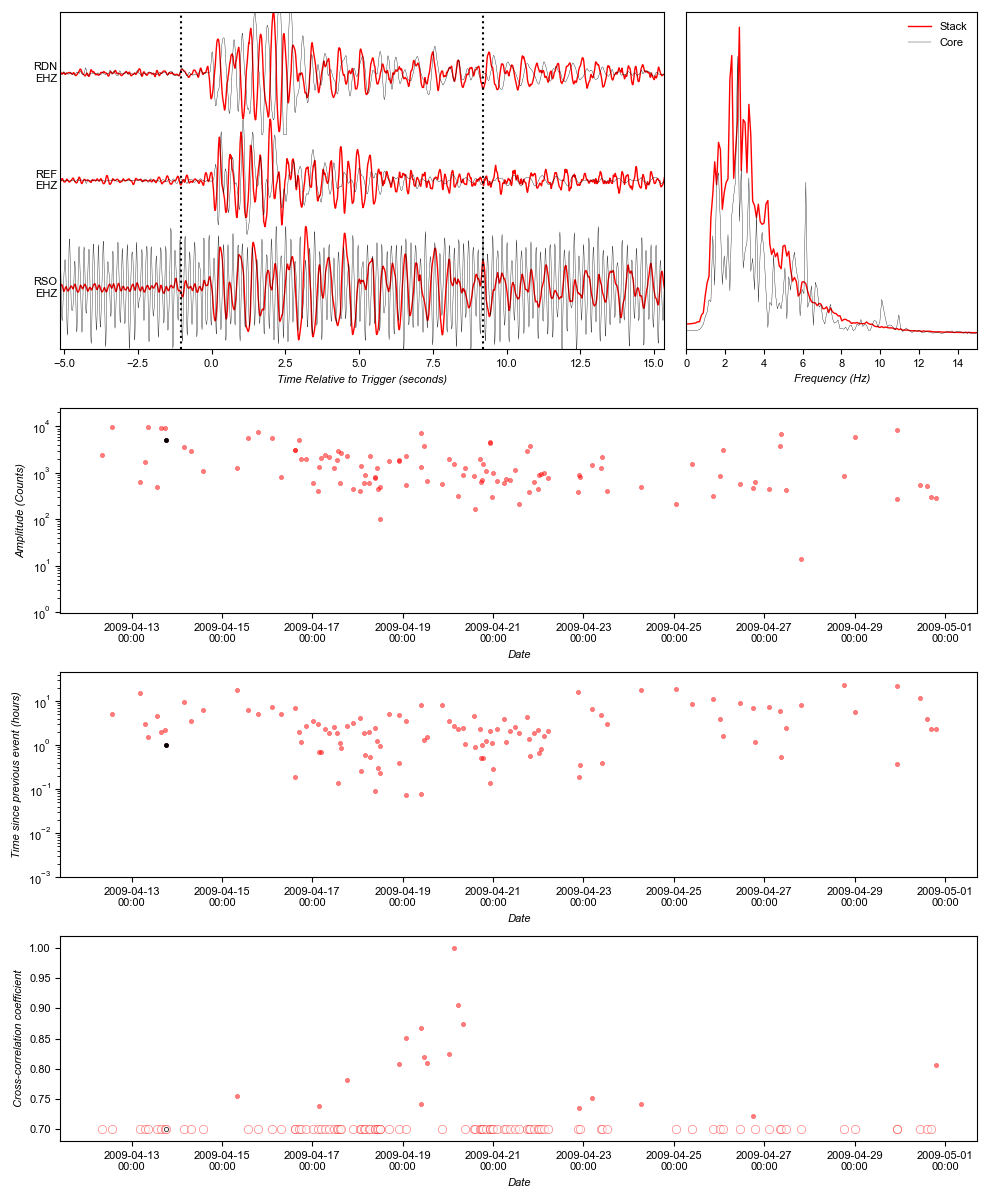 RDN
EHZ
REF
EHZ
RSO
EHZ
−5.0 −2.5 0.0 2.5 5.0 7.5 10.0 12.5 15.0
Time Relative to Trigger (seconds)
Stack
Core
0 2 4 6 8 10 12 14
Frequency (Hz)
Amplitude (Counts)
10⁴
10³
10²
10¹
10⁰
2009-04-13 2009-04-15 2009-04-17 2009-04-19 2009-04-21 2009-04-23 2009-04-25 2009-04-27 2009-04-29 2009-05-01
00:00 00:00 00:00 00:00 00:00 00:00 00:00 00:00 00:00 00:00
Date
Time since previous event (hours)
10¹
10⁰
10⁻¹
10⁻²
10⁻³
2009-04-13 2009-04-15 2009-04-17 2009-04-19 2009-04-21 2009-04-23 2009-04-25 2009-04-27 2009-04-29 2009-05-01
00:00 00:00 00:00 00:00 00:00 00:00 00:00 00:00 00:00 00:00
Date
Cross-correlation coefficient
1.00
0.95
0.90
0.85
0.80
0.75
0.70
2009-04-13 2009-04-15 2009-04-17 2009-04-19 2009-04-21 2009-04-23 2009-04-25 2009-04-27 2009-04-29 2009-05-01
00:00 00:00 00:00 00:00 00:00 00:00 00:00 00:00 00:00 00:00
Date